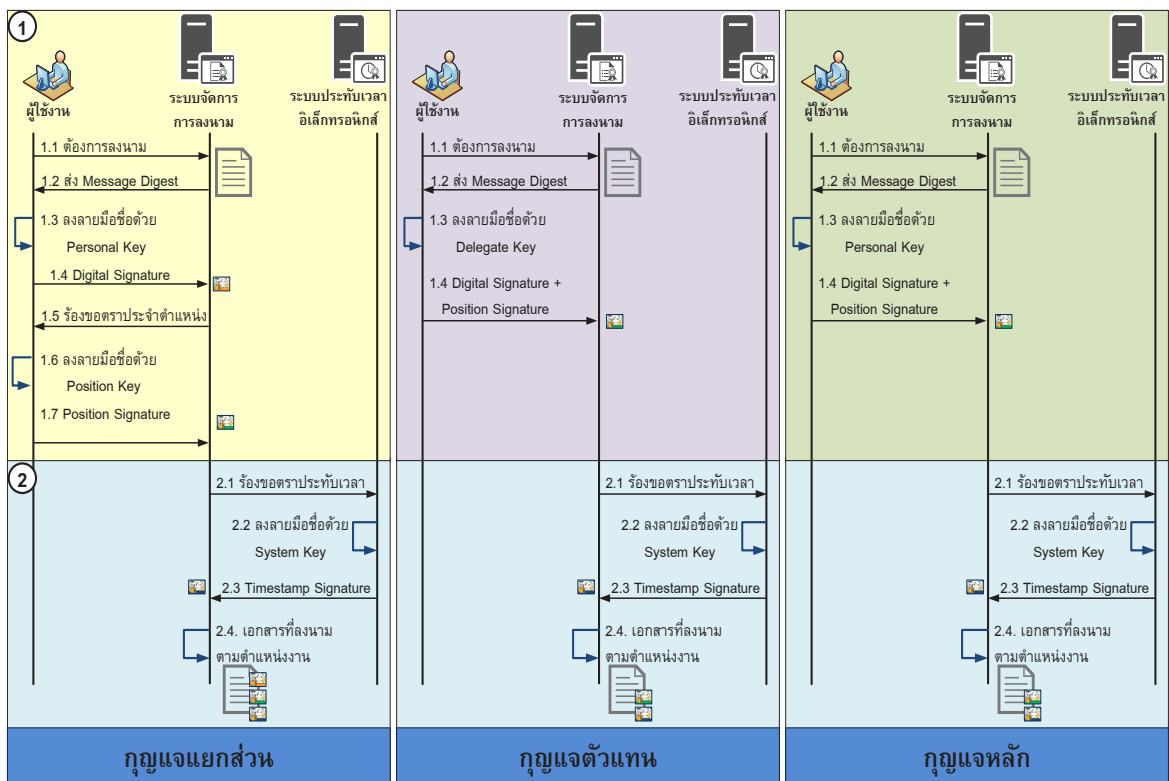 1
ผู้ใช้งาน
ระบบจัดการ
การลงนาม
ระบบประทับเวลา
อิเล็กทรอนิกส์
1.1 ต้องการลงนาม
1.2 ส่ง Message Digest
1.3 ลงลายมือชื่อด้วย
Personal Key
1.4 Digital Signature
1.5 ร้องขอตราประจำตำแหน่ง
1.6 ลงลายมือชื่อด้วย
Position Key
1.7 Position Signature
2
2.1 ร้องขอตราประทับเวลา
2.2 ลงลายมือชื่อด้วย
System Key
2.3 Timestamp Signature
2.4. เอกสารที่ลงนาม
ตามตำแหน่งงาน
กุญแจแยกส่วน
ผู้ใช้งาน
ระบบจัดการ
การลงนาม
ระบบประทับเวลา
อิเล็กทรอนิกส์
1.1 ต้องการลงนาม
1.2 ส่ง Message Digest
1.3 ลงลายมือชื่อด้วย
Delegate Key
1.4 Digital Signature +
Position Signature
2.1 ร้องขอตราประทับเวลา
2.2 ลงลายมือชื่อด้วย
System Key
2.3 Timestamp Signature
2.4. เอกสารที่ลงนาม
ตามตำแหน่งงาน
กุญแจตัวแทน
ผู้ใช้งาน
ระบบจัดการ
การลงนาม
ระบบประทับเวลา
อิเล็กทรอนิกส์
1.1 ต้องการลงนาม
1.2 ส่ง Message Digest
1.3 ลงลายมือชื่อด้วย
Personal Key
1.4 Digital Signature +
Position Signature
2.1 ร้องขอตราประทับเวลา
2.2 ลงลายมือชื่อด้วย
System Key
2.3 Timestamp Signature
2.4. เอกสารที่ลงนาม
ตามตำแหน่งงาน
กุญแจหลัก